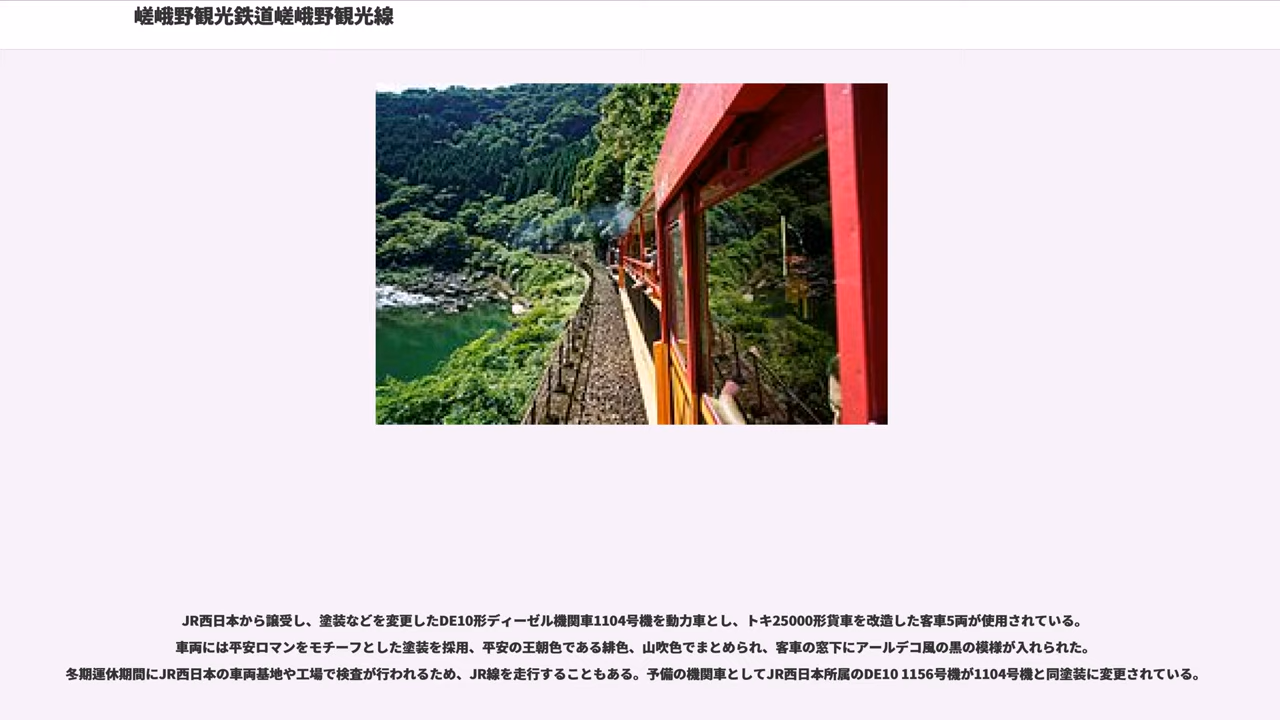 嵯峨野観光鉄道嵯峨野観光線
JR西日本から譲受し、塗装などを変更したDE10形ディーゼル機関車1104号機を動力車とし、トキ25000形貨車を改造した客車5両が使用されている。
車両には平安ロマンをモチーフとした塗装を採用、平安の王朝色である緋色、山吹色でまとめられ、客車の窓下にアールデコ風の黒の模様が入れられた。
冬期運休期間にJR西日本の車両基地や工場で検査が行われるため、JR線を走行することもある。予備の機関車としてJR西日本所属のDE10 1156号機が1104号機と同塗装に変更されている。